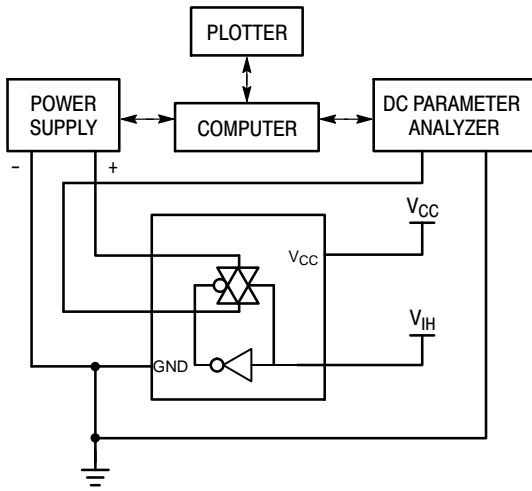 PLOTTER
POWER
SUPPLY
COMPUTER
DC PARAMETER
ANALYZER
– +
VCC
VCC
VIH
GND